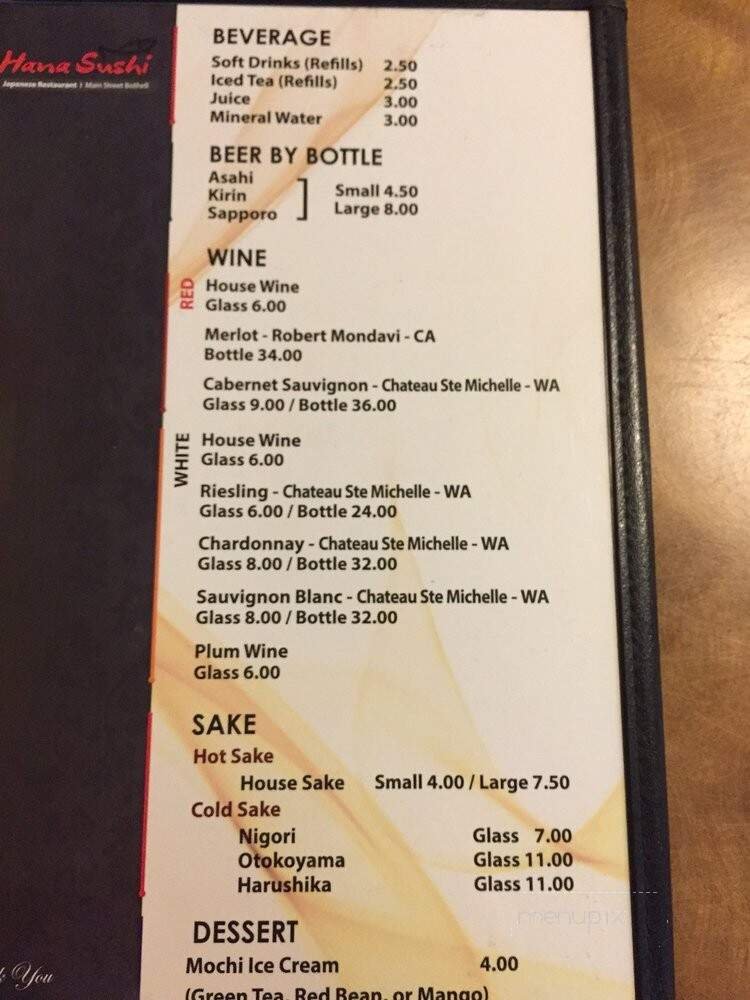 Hana Sushi
Japanese Restaurant | Main Street Bothell
BEVERAGE
Soft Drinks (Refills) 2.50
Iced Tea (Refills) 2.50
Juice 3.00
Mineral Water 3.00
BEER BY BOTTLE
Asahi
Kirin
Sapporo
Small 4.50
Large 8.00
WINE
RED
House Wine
Glass 6.00
Merlot - Robert Mondavi - CA
Bottle 34.00
Cabernet Sauvignon - Chateau Ste Michelle - WA
Glass 9.00 / Bottle 36.00
WHITE
House Wine
Glass 6.00
Riesling - Chateau Ste Michelle - WA
Glass 6.00 / Bottle 24.00
Chardonnay - Chateau Ste Michelle - WA
Glass 8.00 / Bottle 32.00
Sauvignon Blanc - Chateau Ste Michelle - WA
Glass 8.00 / Bottle 32.00
Plum Wine
Glass 6.00
SAKE
Hot Sake
House Sake Small 4.00 / Large 7.50
Cold Sake
Nigori Glass 7.00
Otokoyama Glass 11.00
Harushika Glass 11.00
DESSERT
Mochi Ice Cream 4.00
(Green Tea, Red Bean, or Mango)
You
menupix